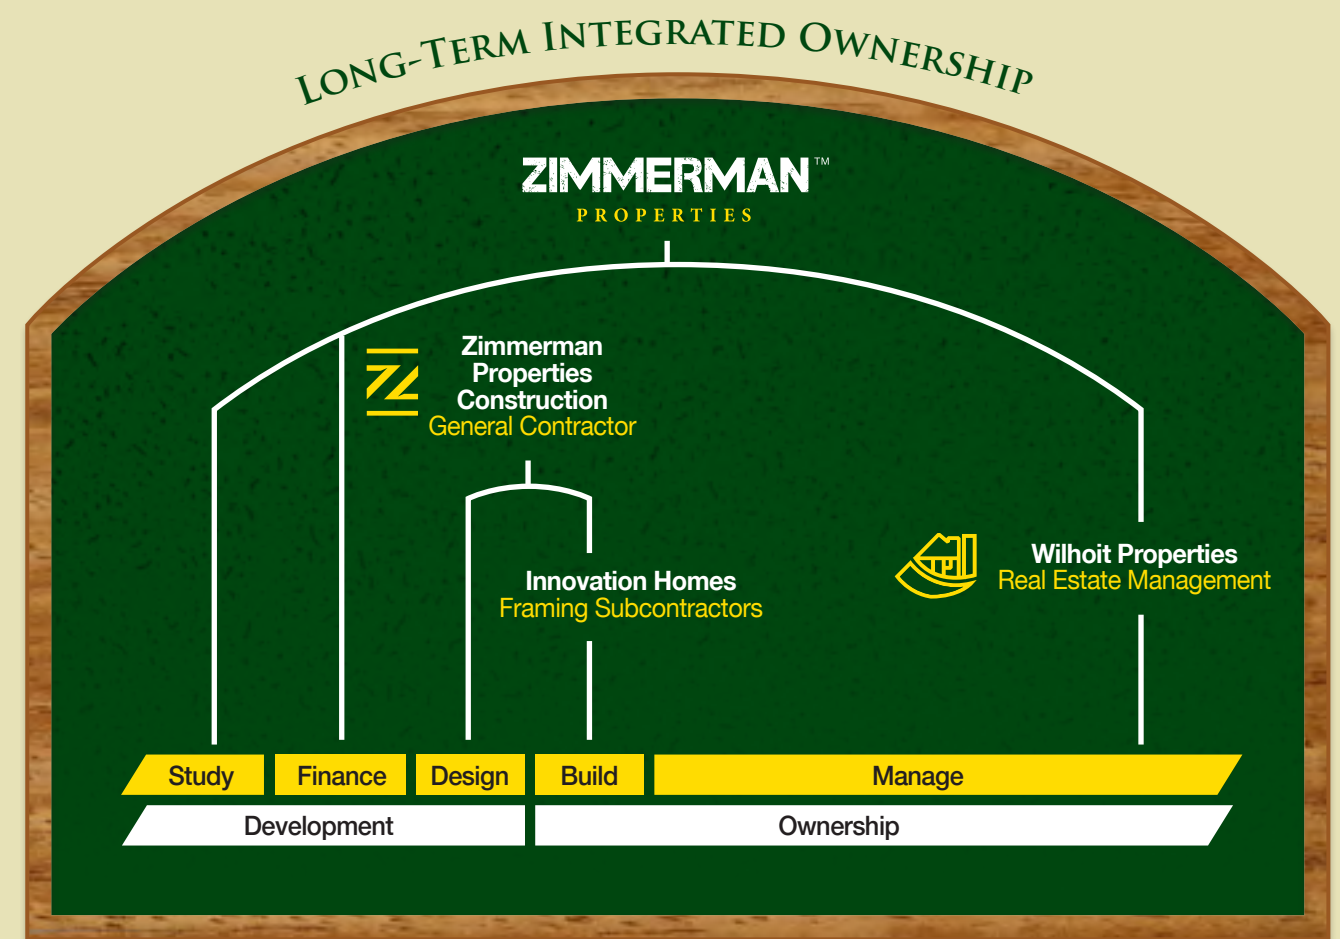 LONG-TERM INTEGRATED OWNERSHIP
ZIMMERMAN™
PROPERTIES
Zimmerman
Properties
Construction
General Contractor
Innovation Homes
Framing Subcontractors
Wilhoit Properties
Real Estate Management
Study Finance Design Build Manage
Development Ownership